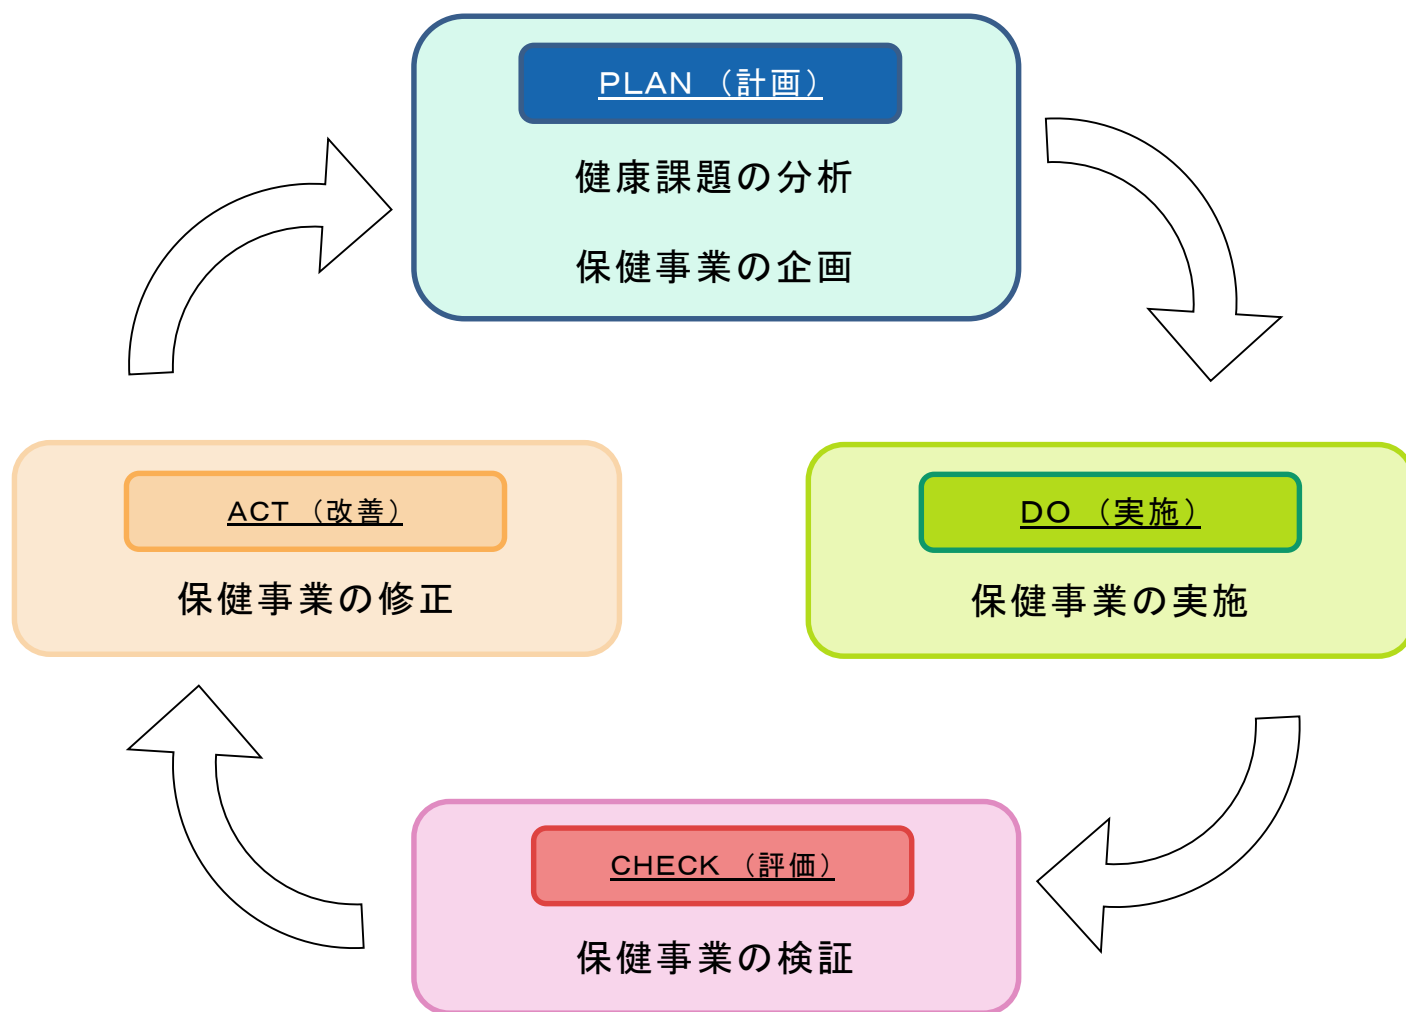 PLAN （計画）
健康課題の分析
保健事業の企画
ACT （改善）
保健事業の修正
DO （実施）
保健事業の実施
CHECK （評価）
保健事業の検証